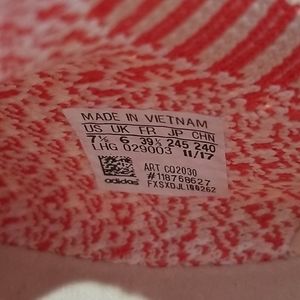 MADE IN VIETNAM
US UK FR JP CHN
7½ 6 39⅓ 245 240
LHG 029003 11/17
ART CQ2030
#118768627
adidas FXSXDJL100262